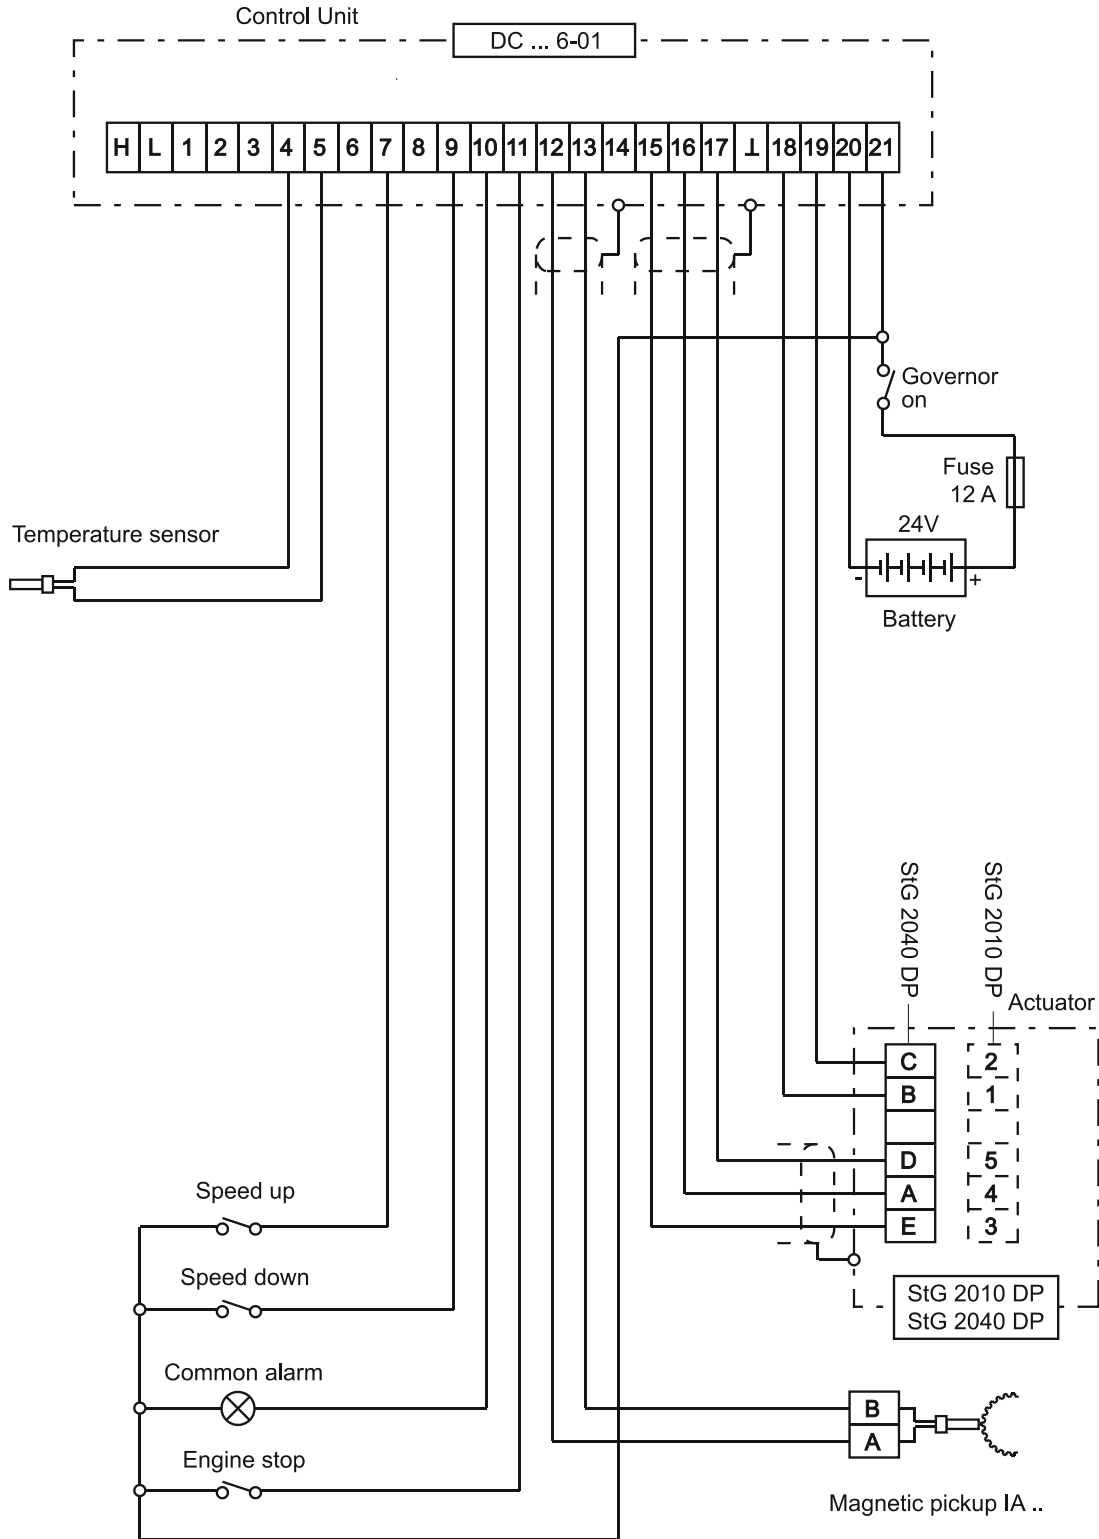 Control Unit
DC ... 6-01
H L 1 2 3 4 5 6 7 8 9 10 11 12 13 14 15 16 17 ⊥ 18 19 20 21
Governor
on
Fuse
12 A
Temperature sensor
24V
- +
Battery
StG 2040 DP
StG 2010 DP
Actuator
C 2
B 1
D 5
A 4
E 3
Speed up
Speed down
StG 2010 DP
StG 2040 DP
Common alarm
B
A
Engine stop
Magnetic pickup IA ..